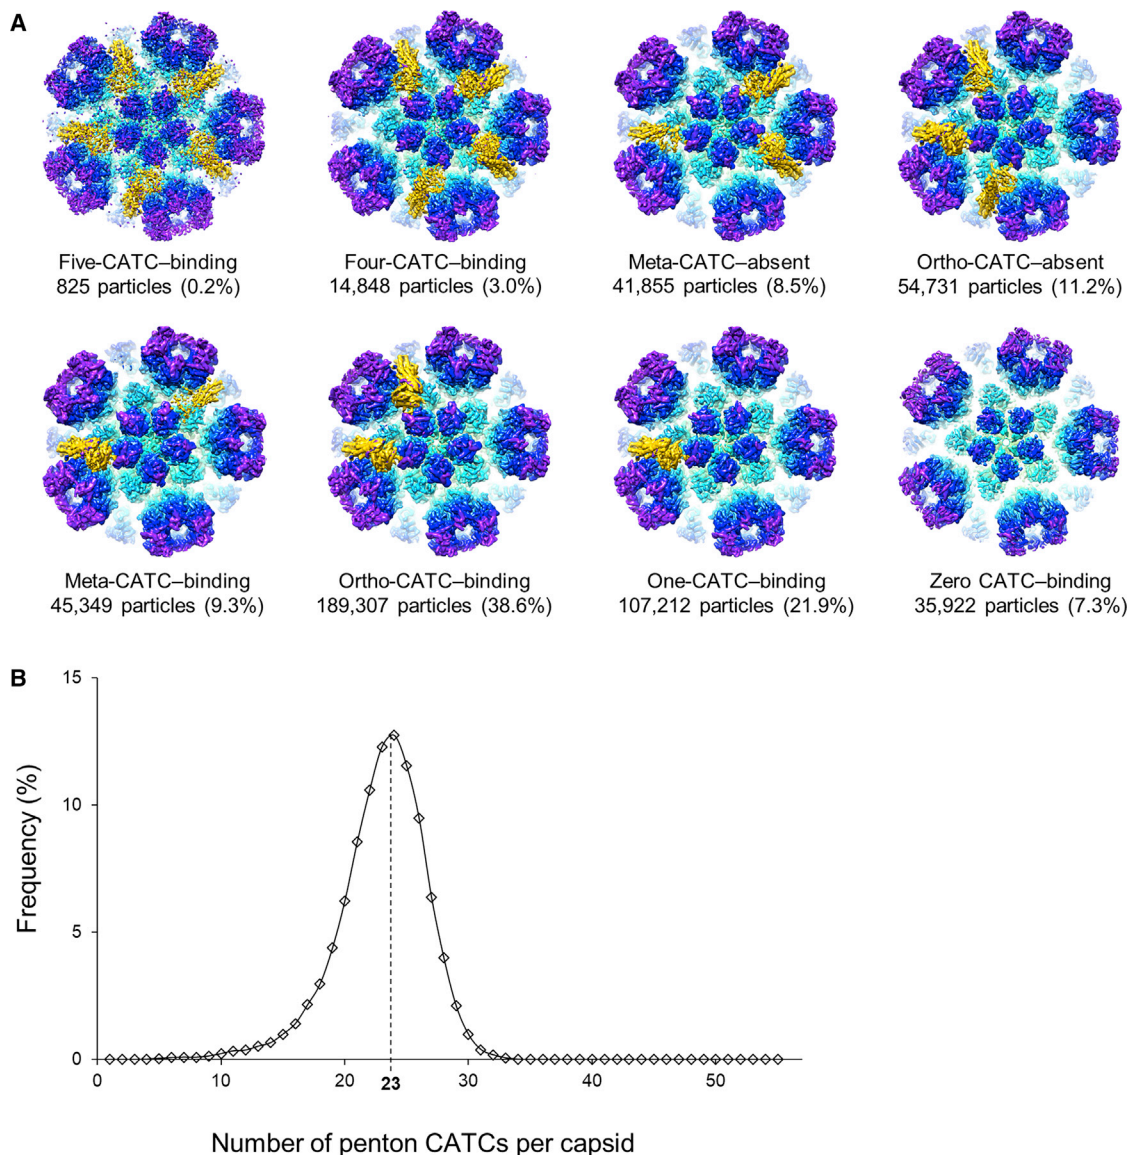 A
Five-CATC–binding
825 particles (0.2%)
Four-CATC–binding
14,848 particles (3.0%)
Meta-CATC–absent
41,855 particles (8.5%)
Ortho-CATC–absent
54,731 particles (11.2%)
Meta-CATC–binding
45,349 particles (9.3%)
Ortho-CATC–binding
189,307 particles (38.6%)
One-CATC–binding
107,212 particles (21.9%)
Zero CATC–binding
35,922 particles (7.3%)
B
Frequency (%)
15
10
5
0
0 10 20 23 30 40 50
Number of penton CATCs per capsid